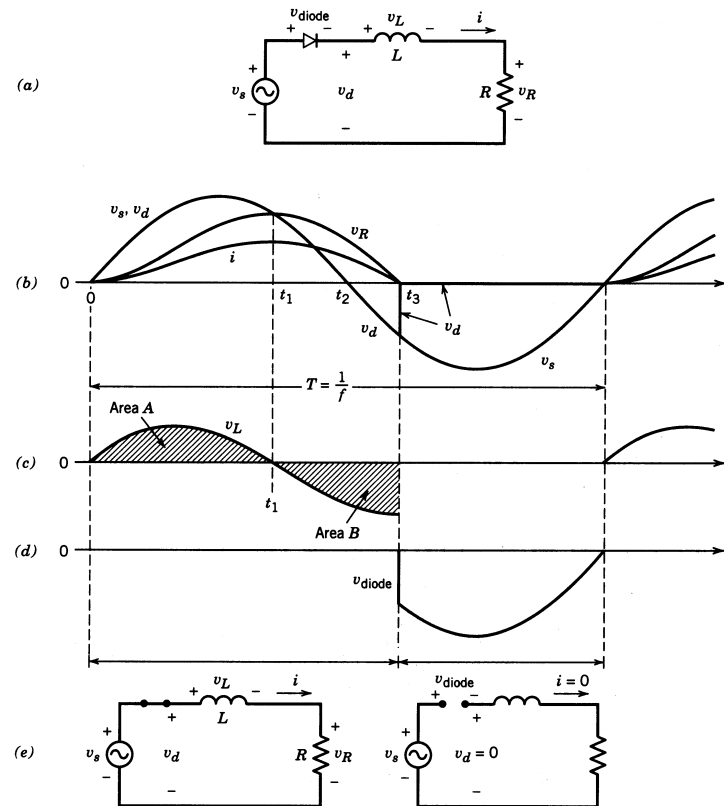 (a)
v_diode
+ −
v_L
+ −
L
i
+
v_s
−
+
v_d
−
+
R v_R
−
(b)
v_s, v_d
v_R
i
0
0
t_1
t_2
t_3
v_d
v_d
v_s
T = 1/f
(c)
Area A
v_L
0
t_1
Area B
(d)
0
v_diode
(e)
v_L
+ −
L
i
+
v_s
−
+
v_d
−
+
R v_R
−
v_diode
+ −
i = 0
+
v_s
−
+
v_d = 0
−